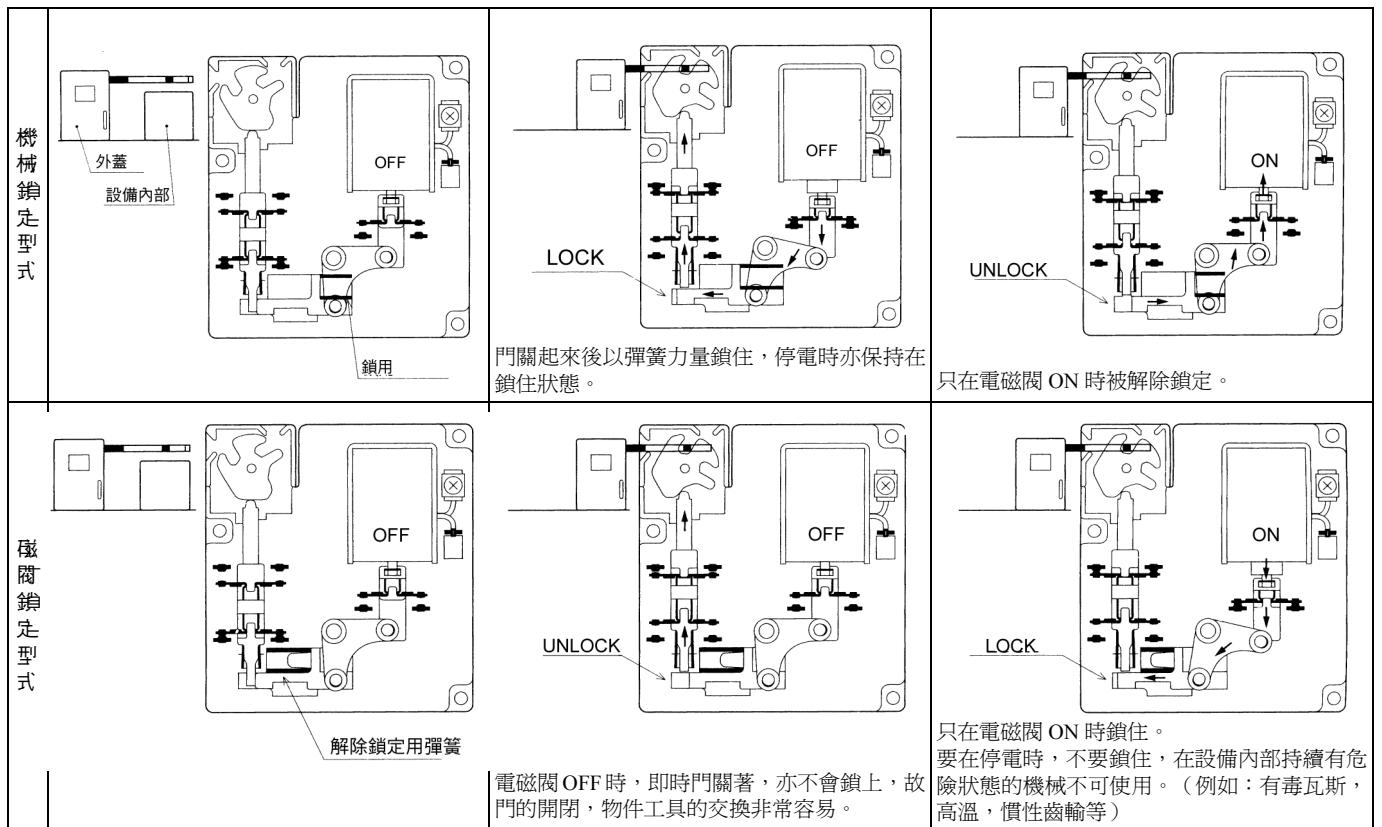 機械鎖定型式
外蓋
設備內部
OFF
鎖用
OFF
LOCK
門關起來後以彈簧力量鎖住，停電時亦保持在
鎖住狀態。
ON
UNLOCK
只在電磁閥 ON 時被解除鎖定。
磁閥鎖定型式
OFF
解除鎖定用彈簧
OFF
UNLOCK
電磁閥 OFF 時，即時門關著，亦不會鎖上，故
門的開閉，物件工具的交換非常容易。
ON
LOCK
只在電磁閥 ON 時鎖住。
要在停電時，不要鎖住，在設備內部持續有危
險狀態的機械不可使用。（例如：有毒瓦斯，
高溫，慣性齒輪等）